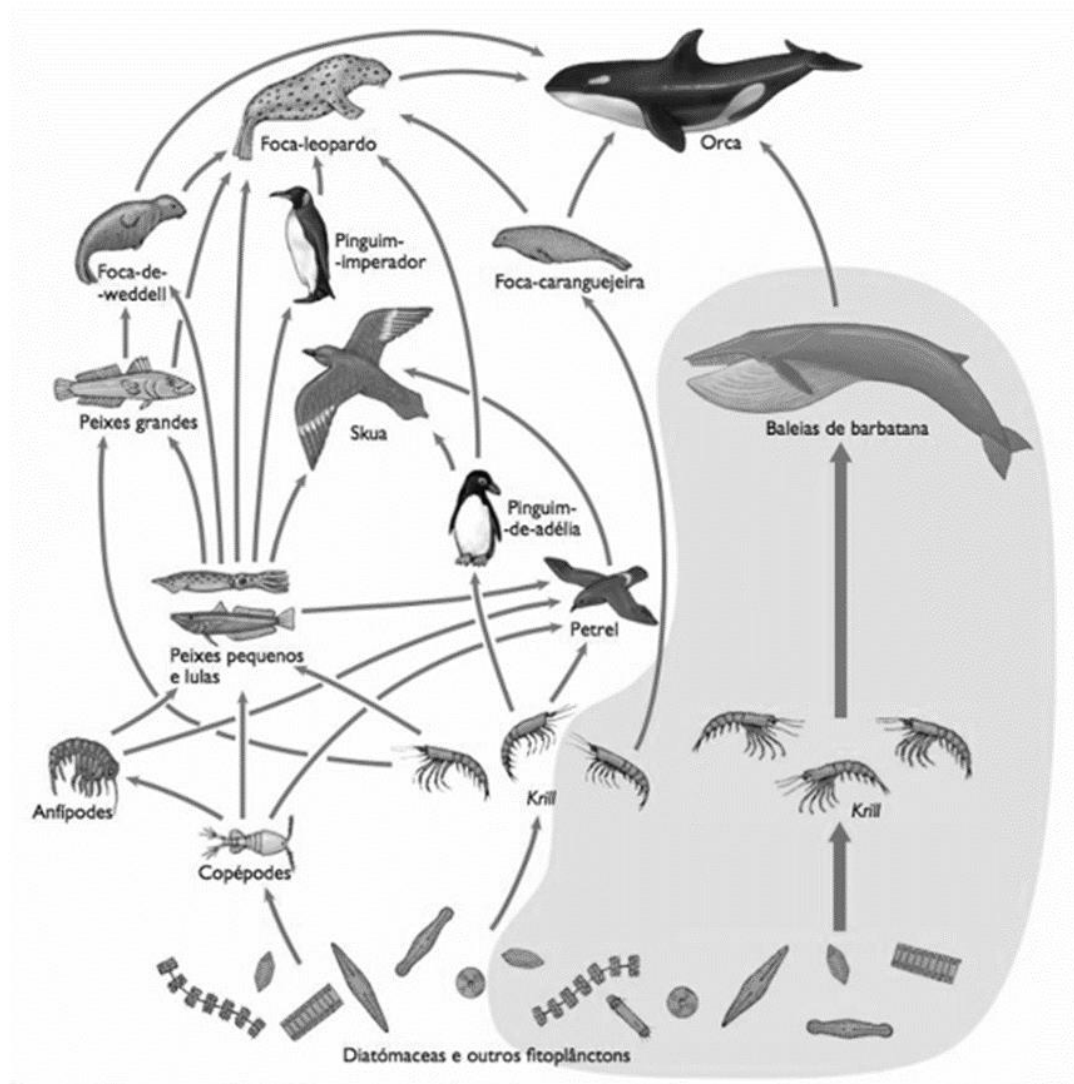 Foca-leopardo
Orca
Foca-de-
-weddell
Pinguim-
-imperador
Foca-caranguejeira
Peixes grandes
Skua
Baleias de barbatana
Pinguim-
-de-adélia
Petrel
Peixes pequenos
e lulas
Anfípodes
Krill
Krill
Copépodes
Diatómaceas e outros fitoplânctons